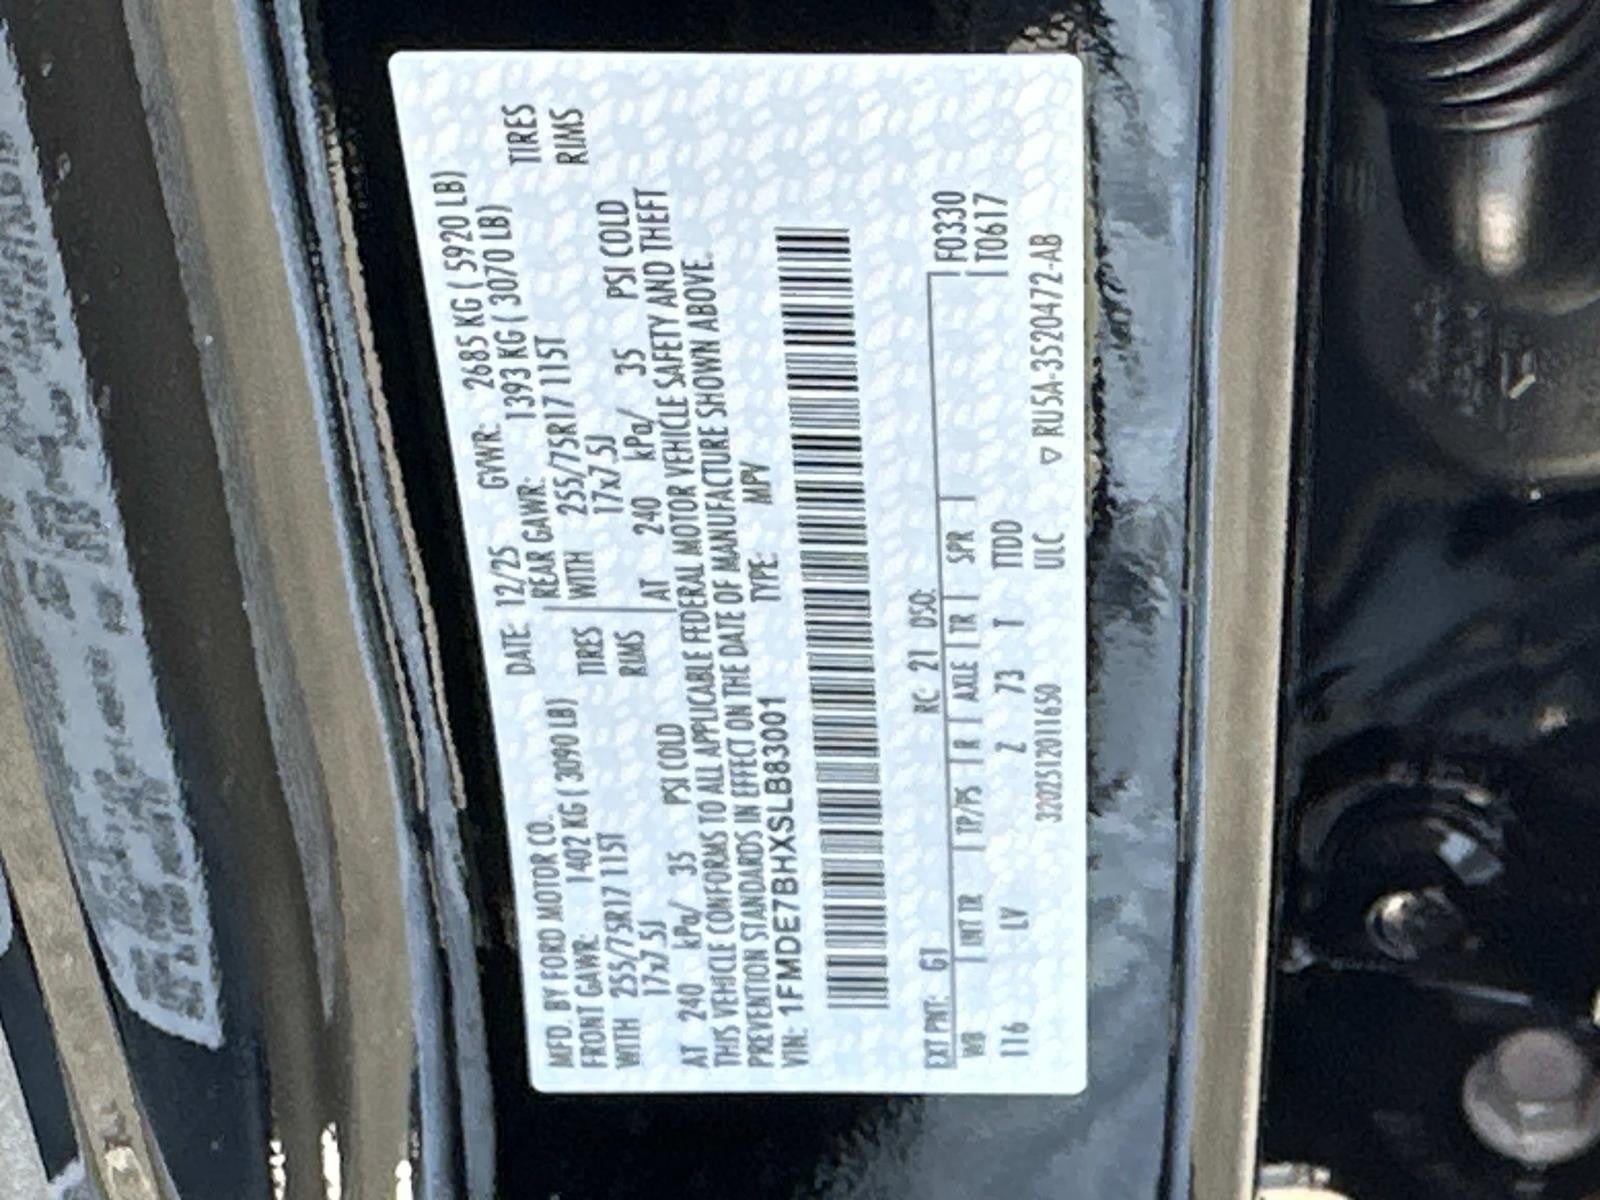 MFD. BY FORD MOTOR CO.
DATE: 12/25 GVWR: 2685 KG ( 5920 LB)
FRONT GAWR: 1402 KG ( 3090 LB)
REAR GAWR: 1393 KG ( 3070 LB)
WITH 255/75R17 115T TIRES
WITH 255/75R17 115T TIRES
17x7.5J RIMS
17x7.5J RIMS
AT 240 kPa/ 35 PSI COLD
AT 240 kPa/ 35 PSI COLD
THIS VEHICLE CONFORMS TO ALL APPLICABLE FEDERAL MOTOR VEHICLE SAFETY AND THEFT
PREVENTION STANDARDS IN EFFECT ON THE DATE OF MANUFACTURE SHOWN ABOVE.
VIN: 1FMDE7BHXSLB83001
TYPE: MPV
EXT PNT: G1 RC: 21 DSO: F0330
WB INT TR TP/PS R AXLE TR SPR T0617
116 LV Z 73 T TTDD
3202512011650 ULC ▽ RU5A-3520472-AB